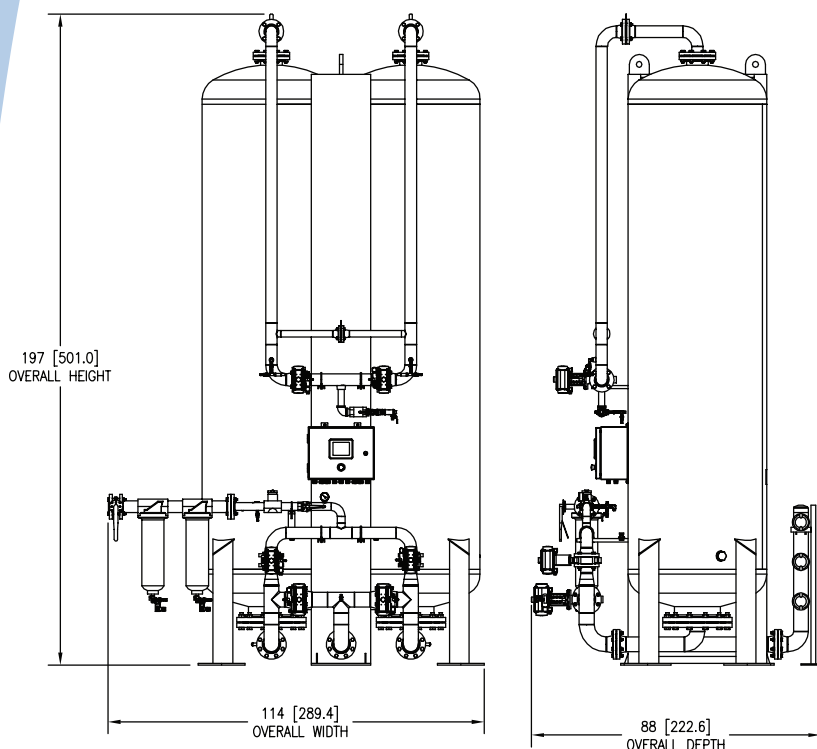 197 [501.0]
OVERALL HEIGHT
114 [289.4]
OVERALL WIDTH
88 [222.6]
OVERALL DEPTH